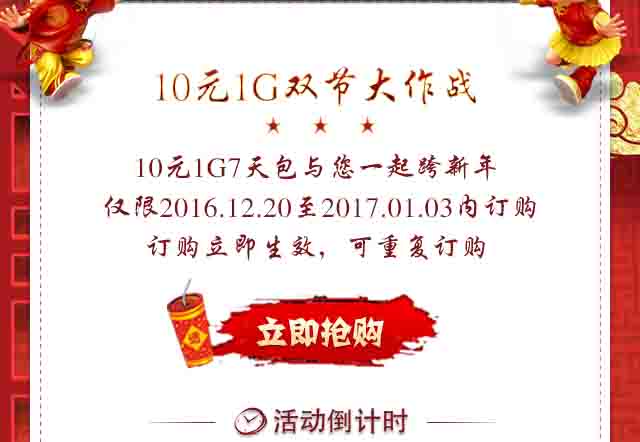 10元1G双节大作战
10元1G7天包与您一起跨新年
仅限2016.12.20至2017.01.03内订购
订购立即生效，可重复订购
立即抢购
活动倒计时